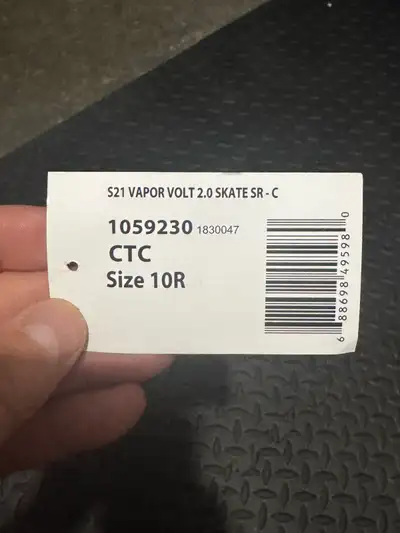 S21 VAPOR VOLT 2.0 SKATE SR - C
1059230 1830047
CTC
Size 10R
6 88698 49598 0